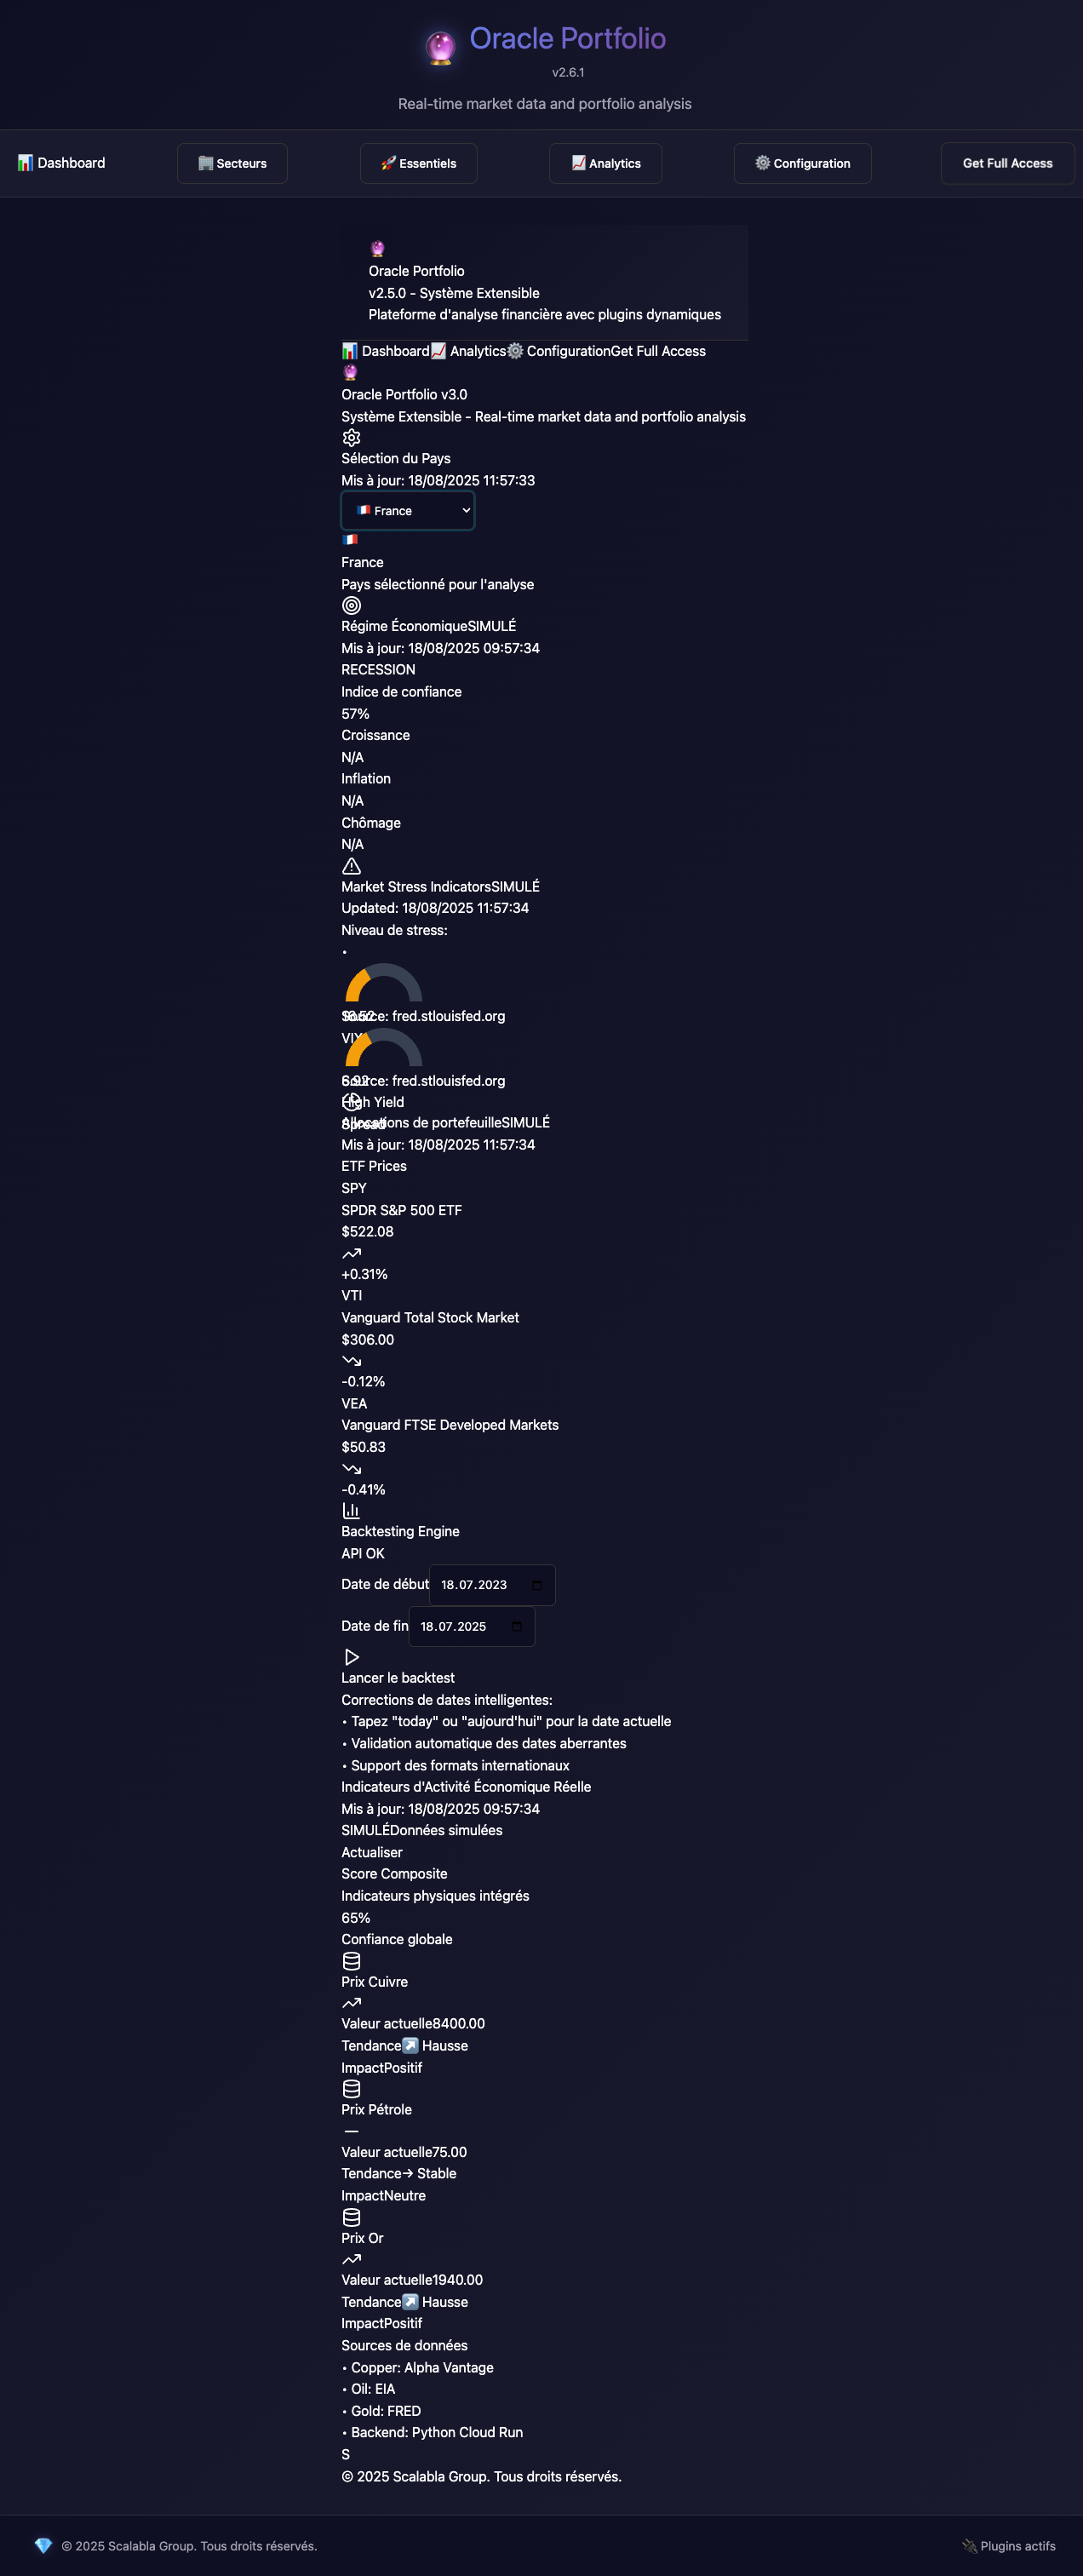 Oracle Portfolio
v2.6.1
Real-time market data and portfolio analysis
📊 Dashboard
🏢 Secteurs
🚀 Essentiels
📈 Analytics
⚙️ Configuration
Get Full Access
Oracle Portfolio
v2.5.0 - Système Extensible
Plateforme d'analyse financière avec plugins dynamiques
📊 Dashboard📈 Analytics⚙️ ConfigurationGet Full Access
Oracle Portfolio v3.0
Système Extensible - Real-time market data and portfolio analysis
Sélection du Pays
Mis à jour: 18/08/2025 11:57:33
🇫🇷 France
🇫🇷
France
Pays sélectionné pour l'analyse
Régime ÉconomiqueSIMULÉ
Mis à jour: 18/08/2025 09:57:34
RECESSION
Indice de confiance
57%
Croissance
N/A
Inflation
N/A
Chômage
N/A
Market Stress IndicatorsSIMULÉ
Updated: 18/08/2025 11:57:34
Niveau de stress:
•
Source: fred.stlouisfed.org
VIX
Source: fred.stlouisfed.org
High Yield
Spread
Allocations de portefeuilleSIMULÉ
Mis à jour: 18/08/2025 11:57:34
ETF Prices
SPY
SPDR S&P 500 ETF
$522.08
+0.31%
VTI
Vanguard Total Stock Market
$306.00
-0.12%
VEA
Vanguard FTSE Developed Markets
$50.83
-0.41%
Backtesting Engine
API OK
Date de début 18.07.2023
Date de fin 18.07.2025
Lancer le backtest
Corrections de dates intelligentes:
• Tapez "today" ou "aujourd'hui" pour la date actuelle
• Validation automatique des dates aberrantes
• Support des formats internationaux
Indicateurs d'Activité Économique Réelle
Mis à jour: 18/08/2025 09:57:34
SIMULÉDonnées simulées
Actualiser
Score Composite
Indicateurs physiques intégrés
65%
Confiance globale
Prix Cuivre
Valeur actuelle8400.00
Tendance↗️ Hausse
ImpactPositif
Prix Pétrole
Valeur actuelle75.00
Tendance→ Stable
ImpactNeutre
Prix Or
Valeur actuelle1940.00
Tendance↗️ Hausse
ImpactPositif
Sources de données
• Copper: Alpha Vantage
• Oil: EIA
• Gold: FRED
• Backend: Python Cloud Run
S
© 2025 Scalabla Group. Tous droits réservés.
💎 © 2025 Scalabla Group. Tous droits réservés.
🔌 Plugins actifs